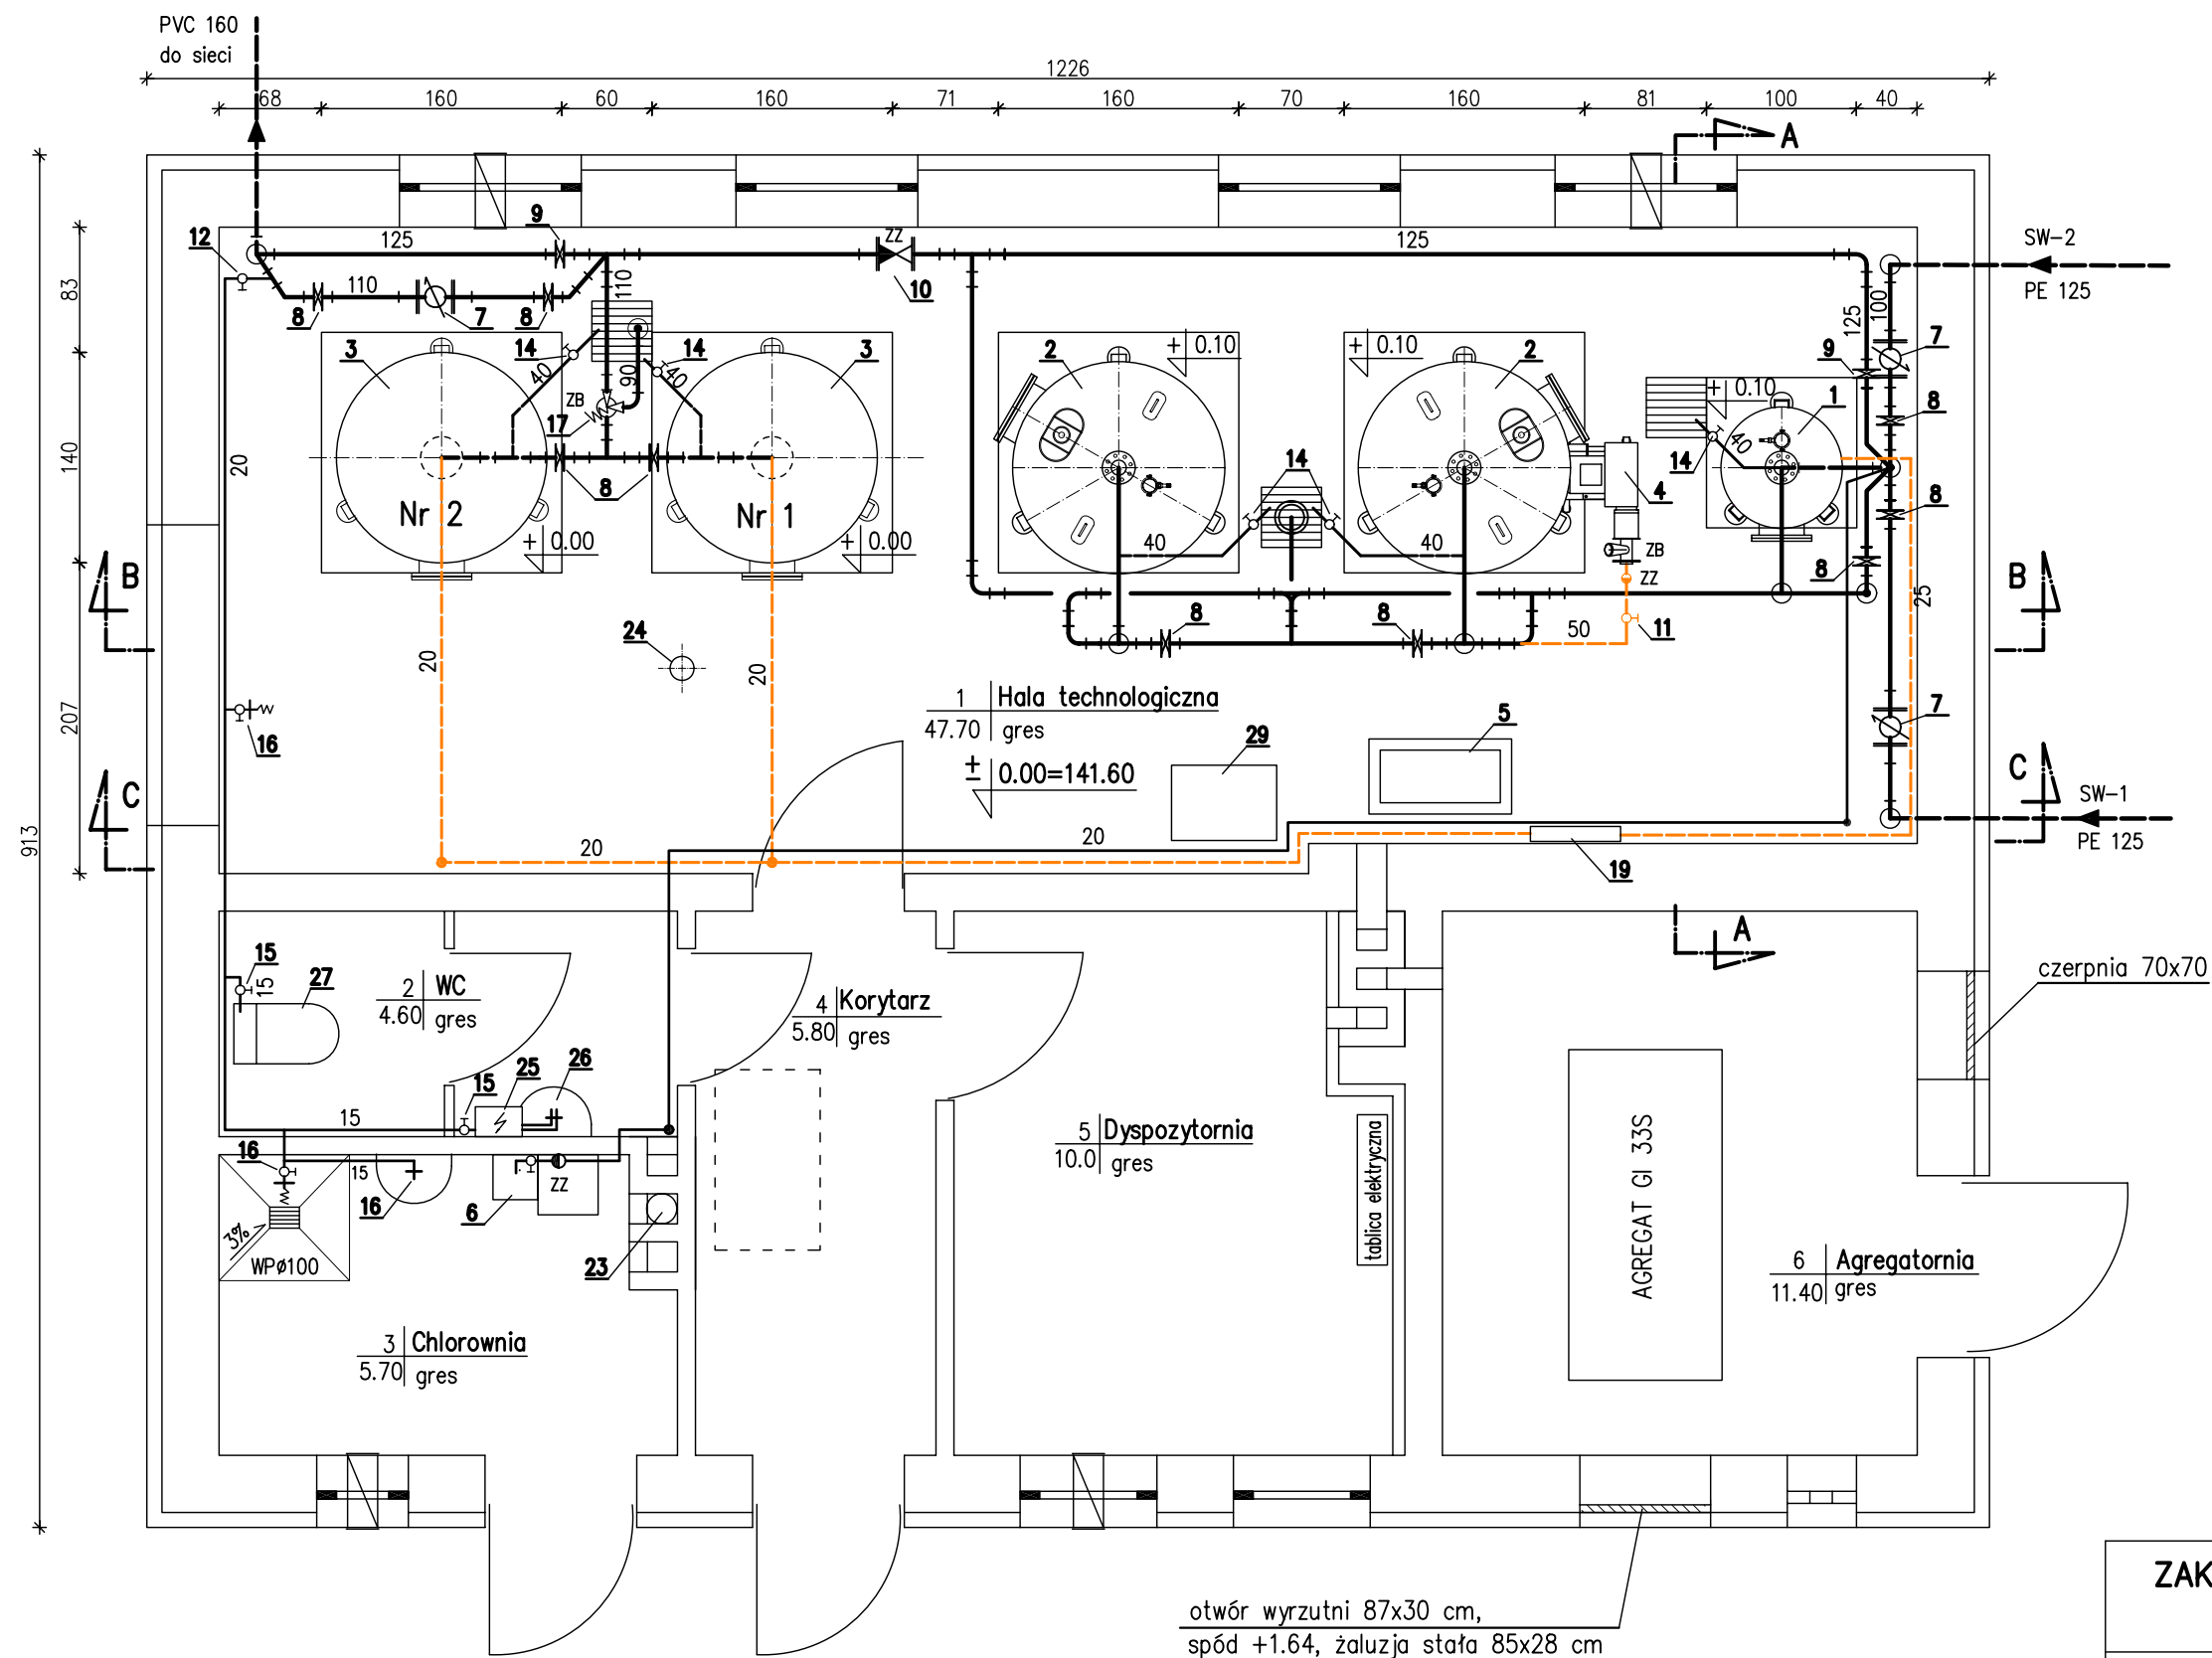 PVC 160
do sieci
1226
68 160 60 160 71 160 70 160 81 100 40
A
SW-2
PE 125
12
125
9
ZZ
10
125
83
110
8
7
8
110
125
100
7
9
3
14
14
3
40
90
40
ZB
17
2
+ 0.10
+ 0.10
2
+ 0.10
1
8
40
14
140
20
8
14
4
8
Nr 2
Nr 1
+ 0.00
+ 0.00
40
40
ZB
ZZ
8
B
B
25
8
8
50
11
24
20
20
207
16
1 Hala technologiczna
47.70 gres
± 0.00=141.60
29
5
7
C
C
SW-1
PE 125
913
20
20
19
A
czerpnia 70x70
15
15
27
2 WC
4.60 gres
4 Korytarz
5.80 gres
25
26
15
15
5 Dyspozytornia
10.0 gres
tablica elektryczna
AGREGAT GI 33S
16
15
16
6
ZZ
3%
WPø100
23
6 Agregatornia
11.40 gres
3 Chlorownia
5.70 gres
otwór wyrzutni 87x30 cm,
spód +1.64, żaluzja stała 85x28 cm
ZAK